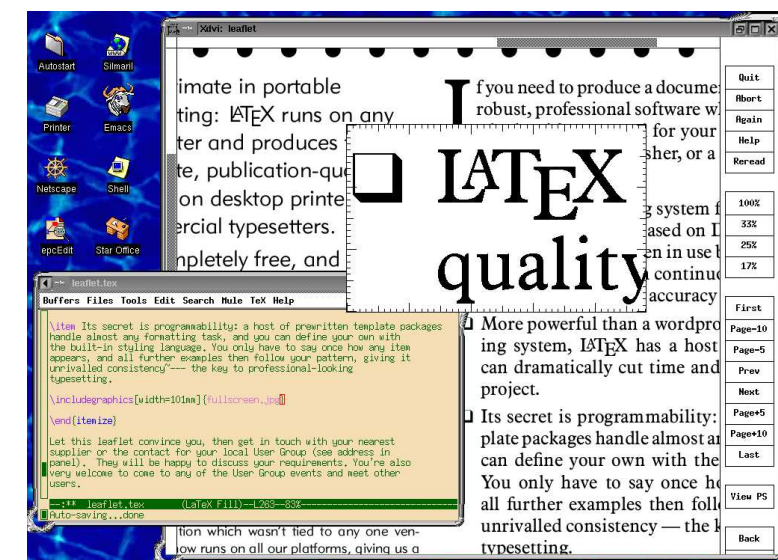 Autostart
Silmaril
Printer
Emacs
Netscape
Shell
epcEdit
Star Office
Xdvi: leaflet
imate in portable
ting: LATEX runs on any
ter and produces
te, publication-qu
on desktop printe
ercial typesetters.
mpletely free, and
tion which wasn't tied to any one ven-
now runs on all our platforms, giving us a
If you need to produce a docume
robust, professional software w
for your
sher, or a
g system f
ased on
en in use
continu
accuracy
❑ LATEX
quality
More powerful than a wordpro
ing system, LATEX has a host
can dramatically cut time and
project.
❑ Its secret is programmability:
plate packages handle almost ar
can define your own with the
You only have to say once ho
all further examples then foll
unrivalled consistency — the k
typesetting.
leaflet.tex
Buffers Files Tools Edit Search Mule TeX Help
\item Its secret is programmability: a host of prewritten template packages
handle almost any formatting task, and you can define your own with
the built-in styling language. You only have to say once how any item
appears, and all further examples then follow your pattern, giving it
unrivalled consistency~--- the key to professional-looking
typesetting.
\includegraphics[width=101mm]{fullscreen.jpg}
\end{itemize}
Let this leaflet convince you, then get in touch with your nearest
supplier or the contact for your local User Group (see address in
panel). They will be happy to discuss your requirements. You're also
very welcome to come to any of the User Group events and meet other
users.
--:** leaflet.tex (LaTeX Fill)--L263--83%--
Auto-saving...done
Quit
Abort
Again
Help
Reread
100%
33%
25%
17%
First
Page-10
Page-5
Prev
Next
Page+5
Page+10
Last
View PS
Back